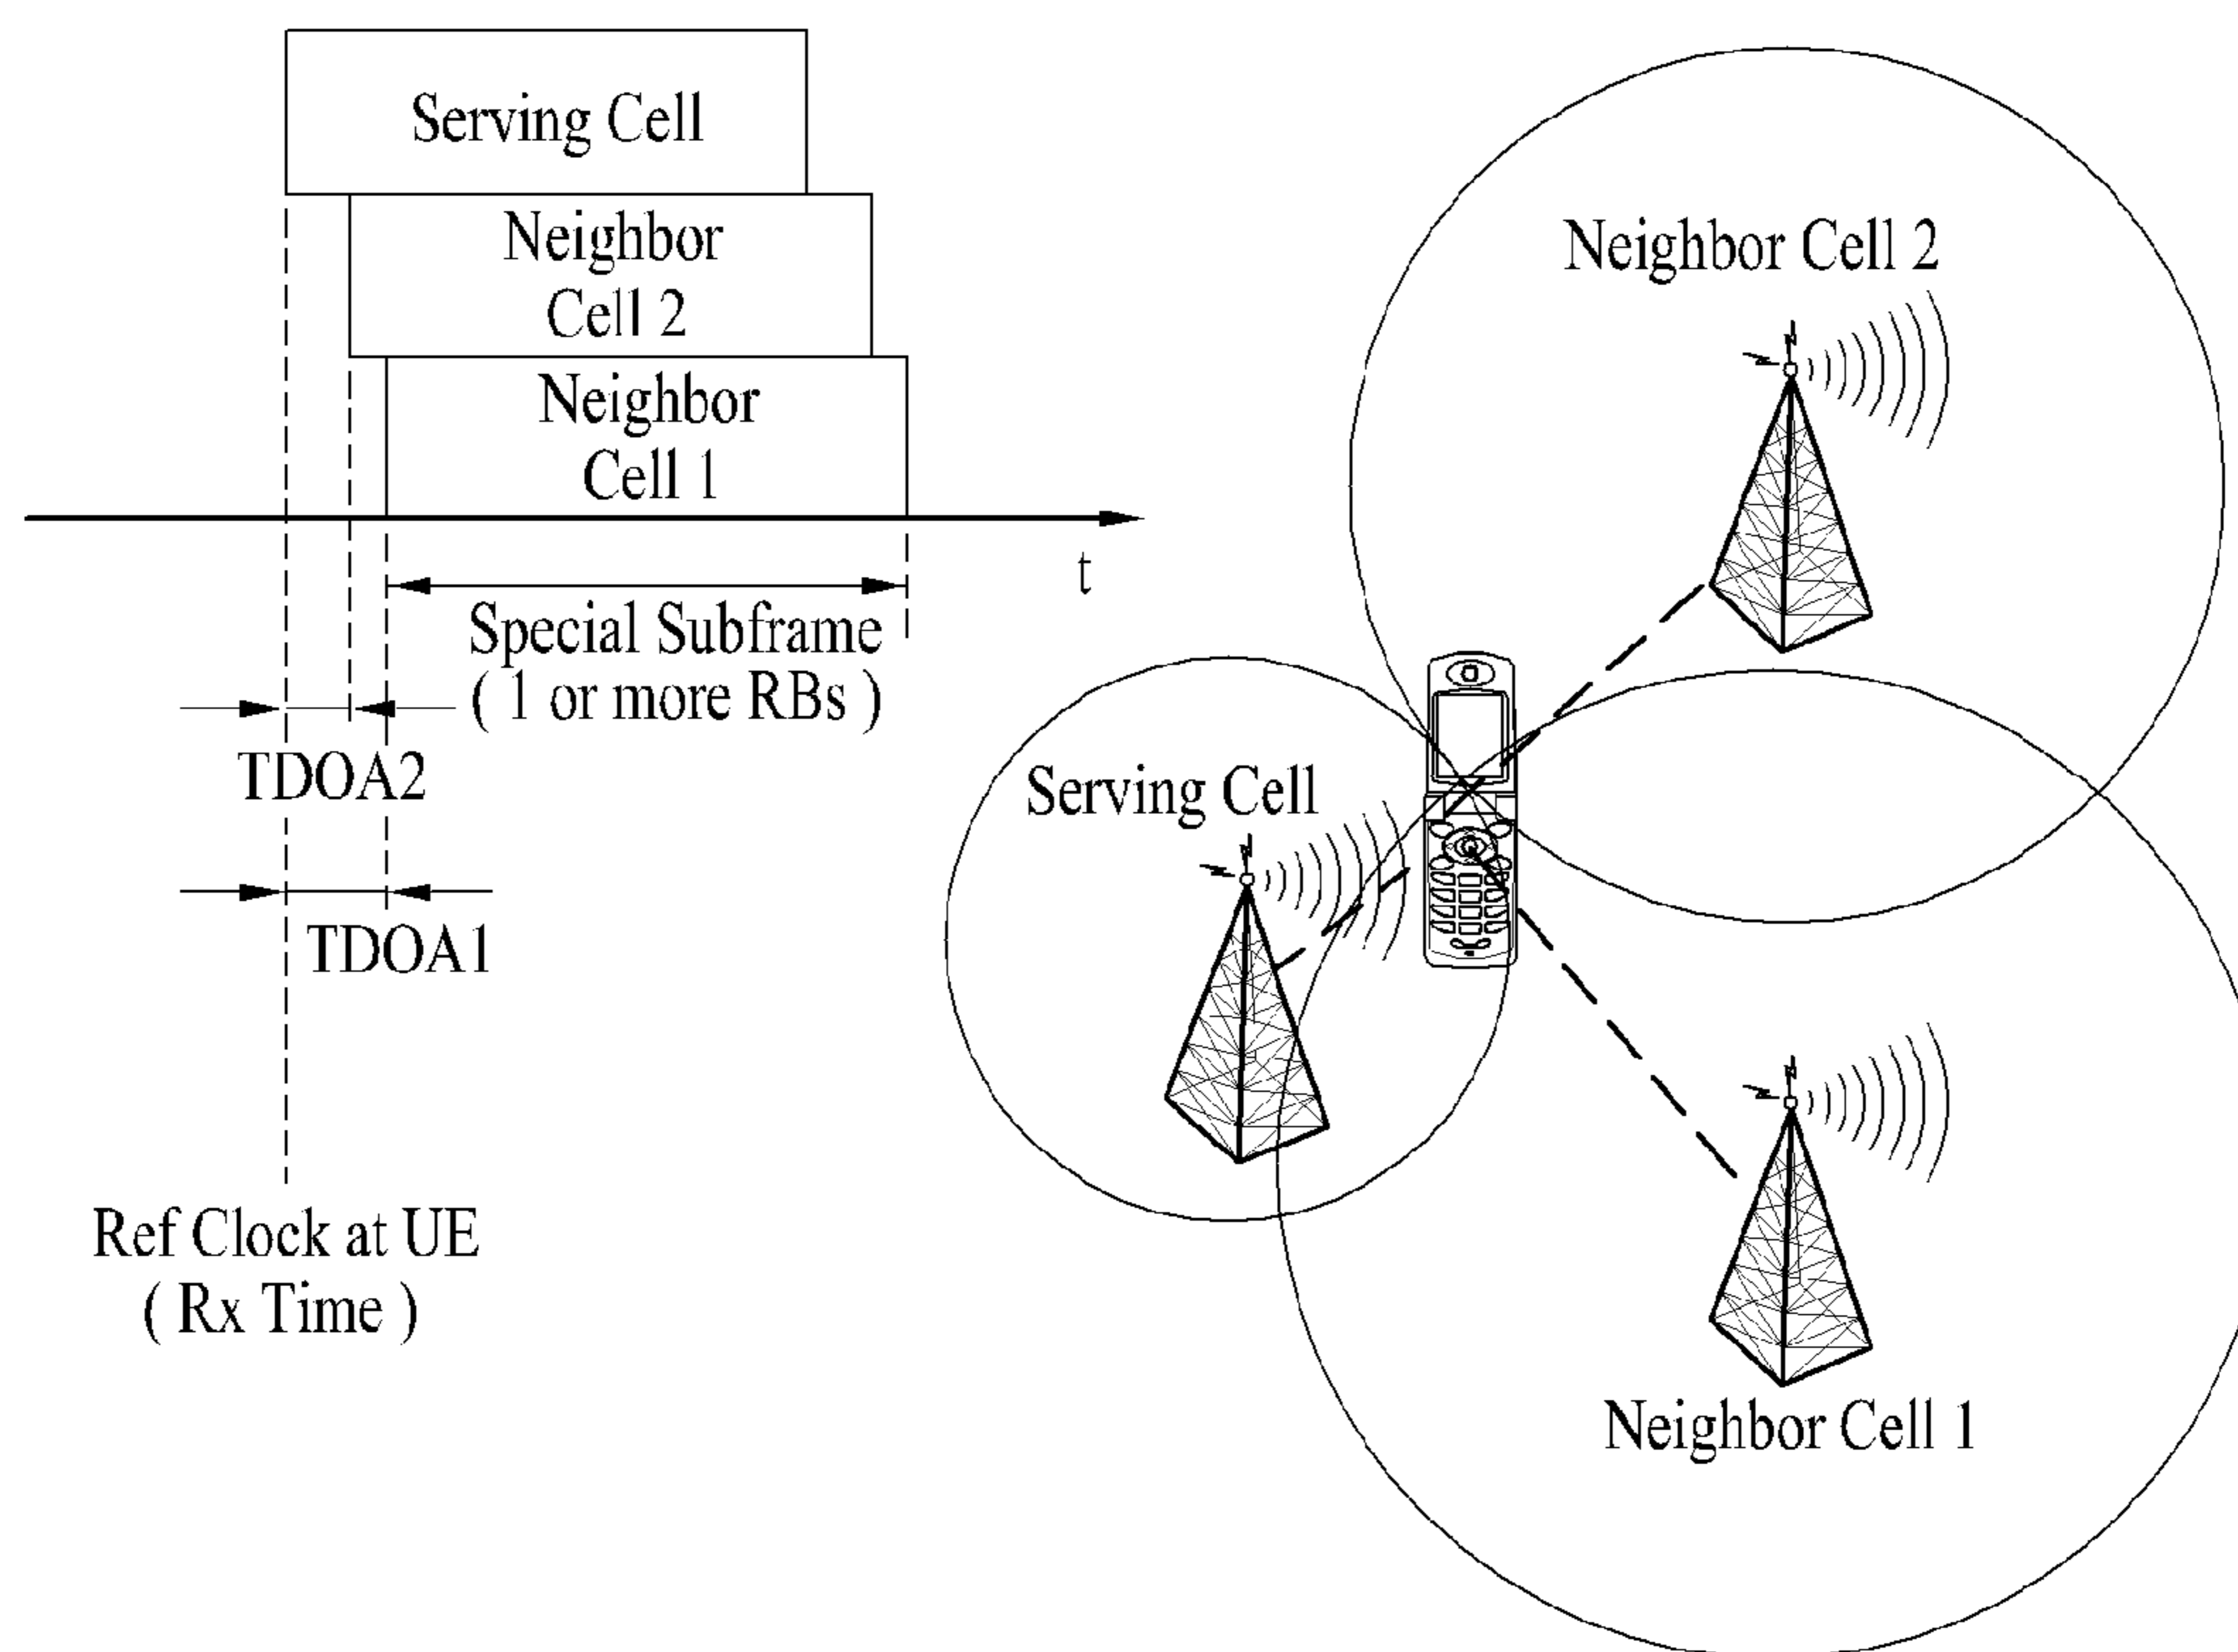 Serving Cell
Neighbor
Cell 2
Neighbor
Cell 1
t
Special Subframe
( 1 or more RBs )
TDOA2
TDOA1
Ref Clock at UE
( Rx Time )
Neighbor Cell 2
Serving Cell
Neighbor Cell 1